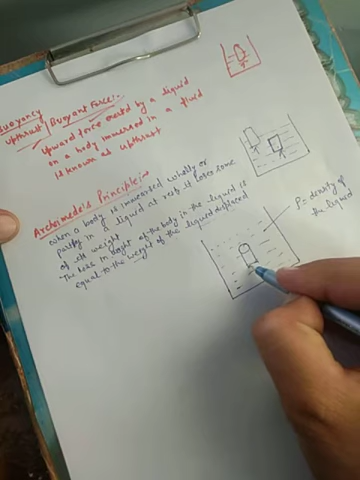 Buoyancy
upthrust
Buoyant Force:-
Upward force exerted by a liquid
on a body immersed in a fluid
is known as upthrust
Archimede's Principle:-
When a body is immersed wholly or
partly in a liquid at rest, it loses some
of its weight
The loss in weight of the body in the liquid is
equal to the weight of the liquid displaced
ρ = density of
the liquid